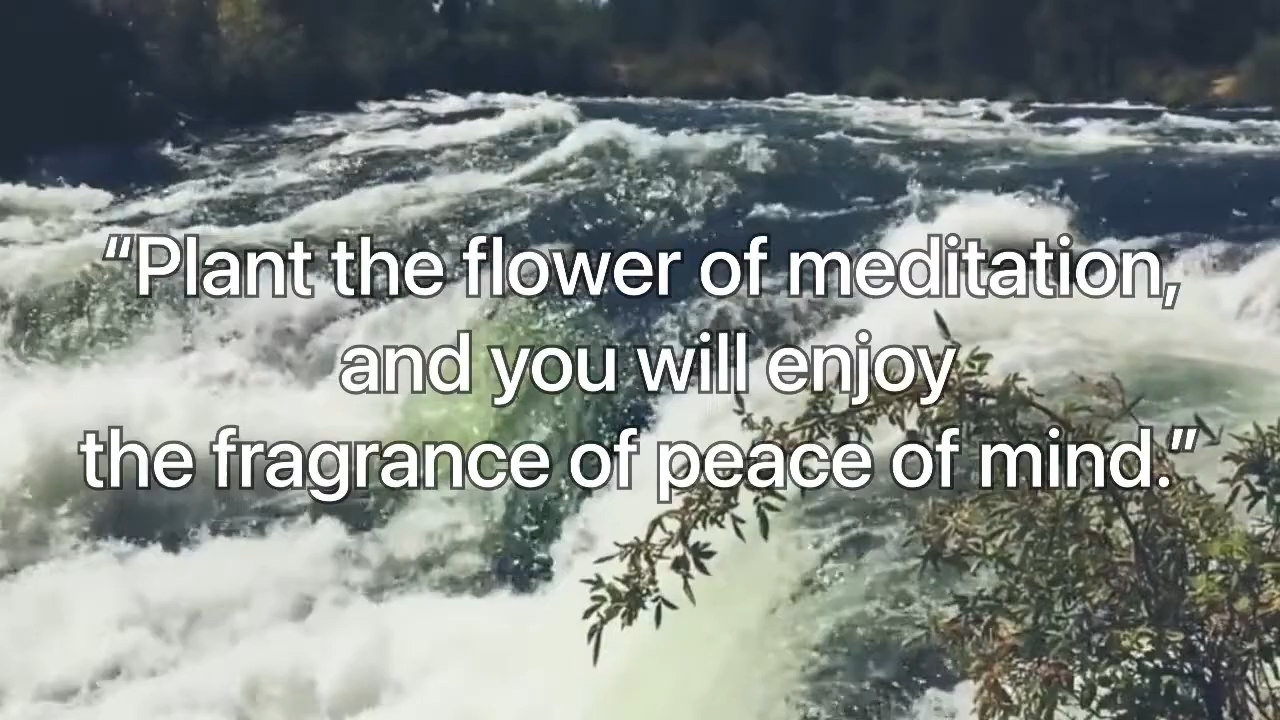 “Plant the flower of meditation,
and you will enjoy
the fragrance of peace of mind.”